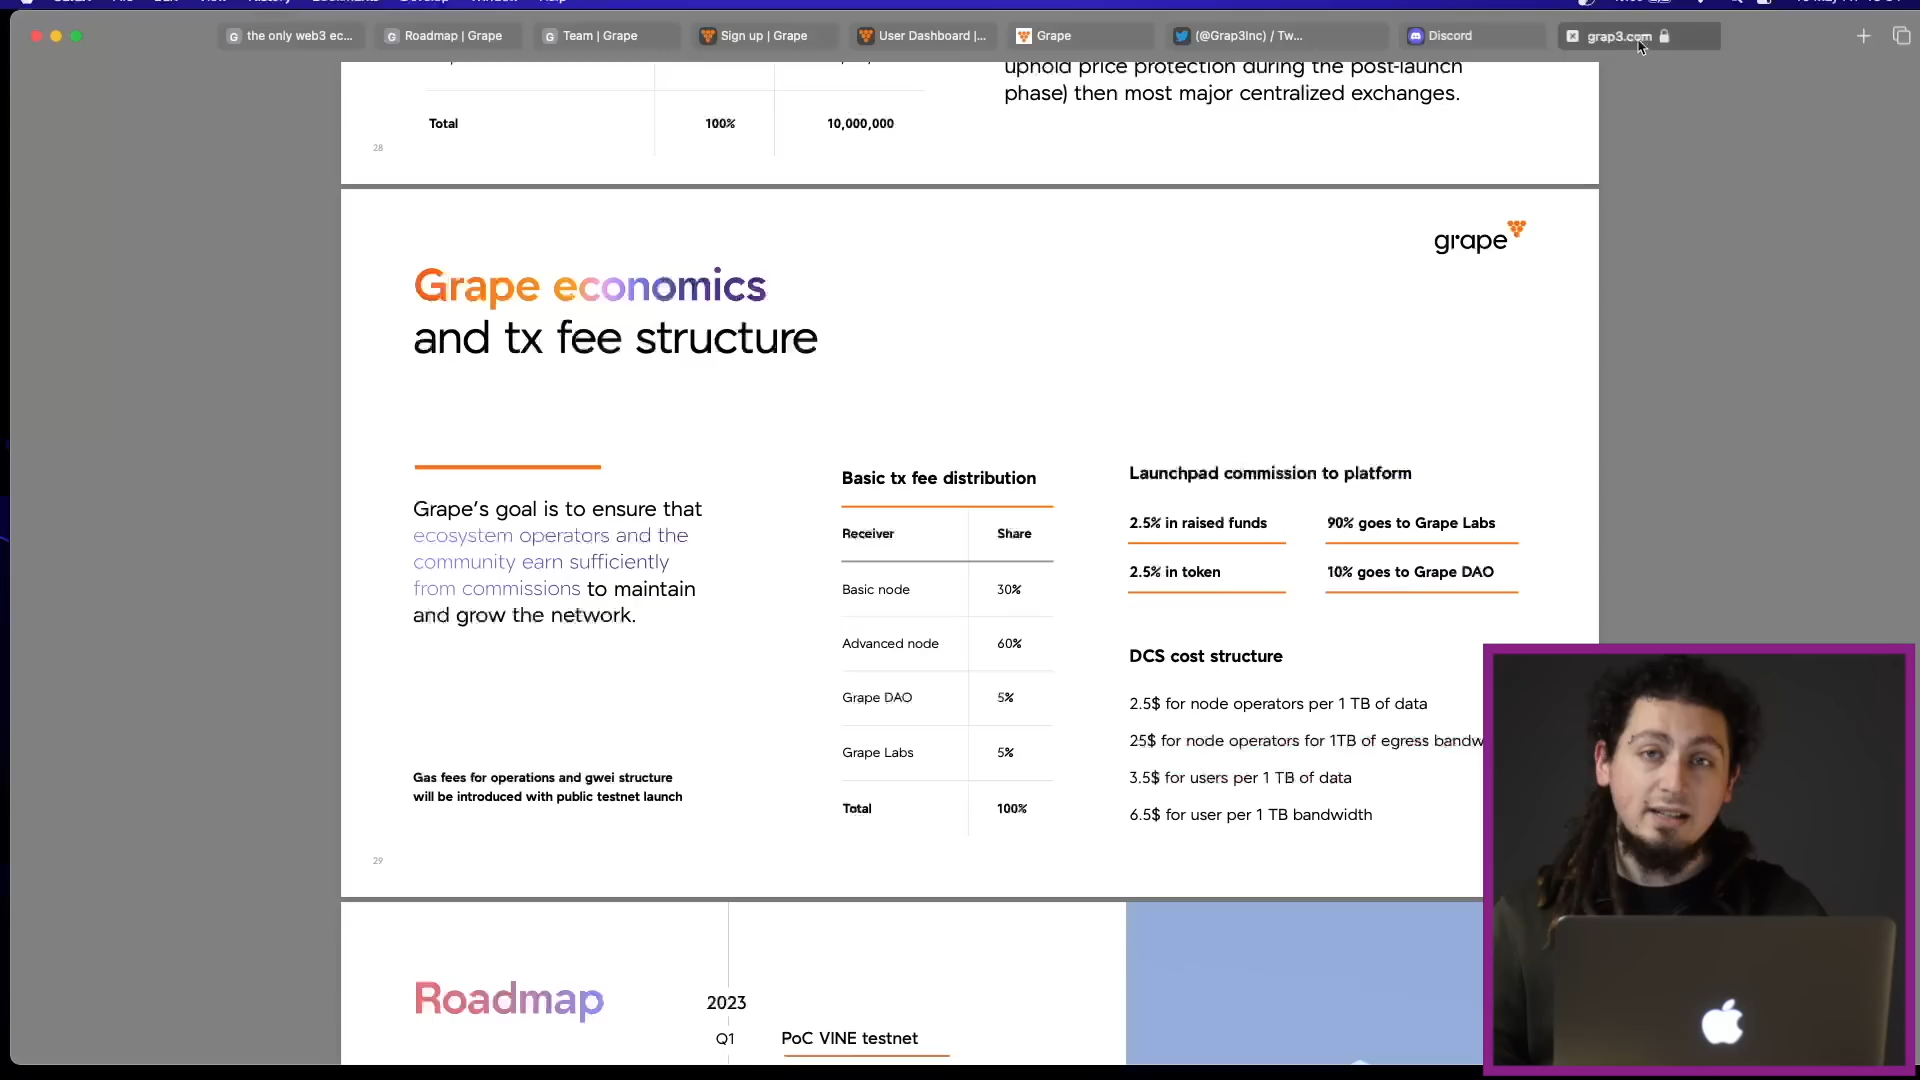 the only web3 ec...
Roadmap | Grape
Team | Grape
Sign up | Grape
User Dashboard |...
Grape
(@Grap3Inc) / Tw...
Discord
grap3.com
uphold price protection during the post-launch
phase) then most major centralized exchanges.
Total 100% 10,000,000
28
grape
Grape economics
and tx fee structure
Grape's goal is to ensure that
ecosystem operators and the
community earn sufficiently
from commissions to maintain
and grow the network.
Gas fees for operations and gwei structure
will be introduced with public testnet launch
Basic tx fee distribution
Receiver Share
Basic node 30%
Advanced node 60%
Grape DAO 5%
Grape Labs 5%
Total 100%
Launchpad commission to platform
2.5% in raised funds 90% goes to Grape Labs
2.5% in token 10% goes to Grape DAO
DCS cost structure
2.5$ for node operators per 1 TB of data
25$ for node operators for 1TB of egress bandw
3.5$ for users per 1 TB of data
6.5$ for user per 1 TB bandwidth
29
Roadmap
2023
Q1 PoC VINE testnet